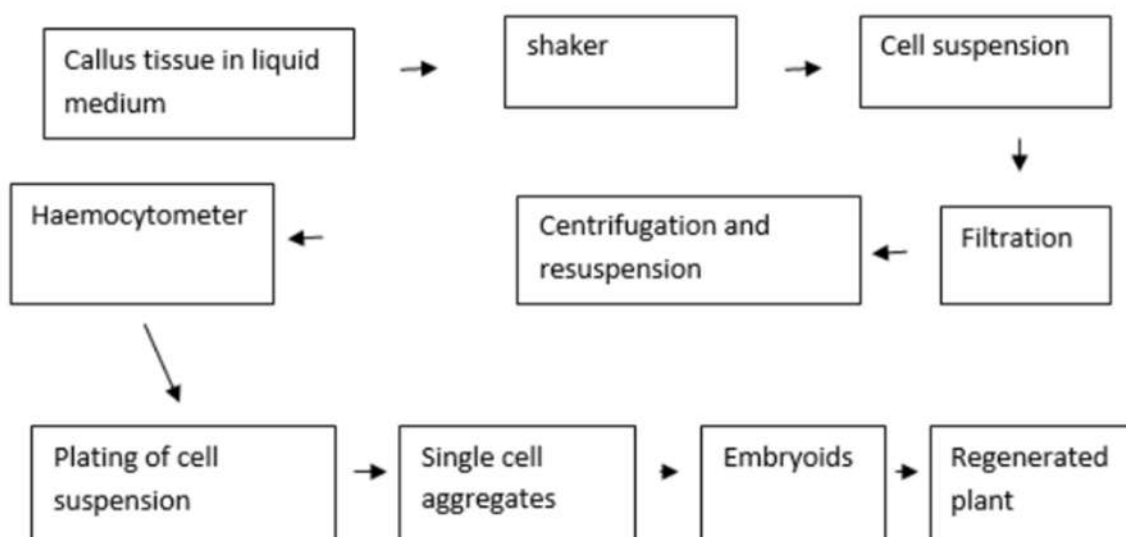 Callus tissue in liquid
medium
shaker
Cell suspension
Filtration
Centrifugation and
resuspension
Haemocytometer
Plating of cell
suspension
Single cell
aggregates
Embryoids
Regenerated
plant